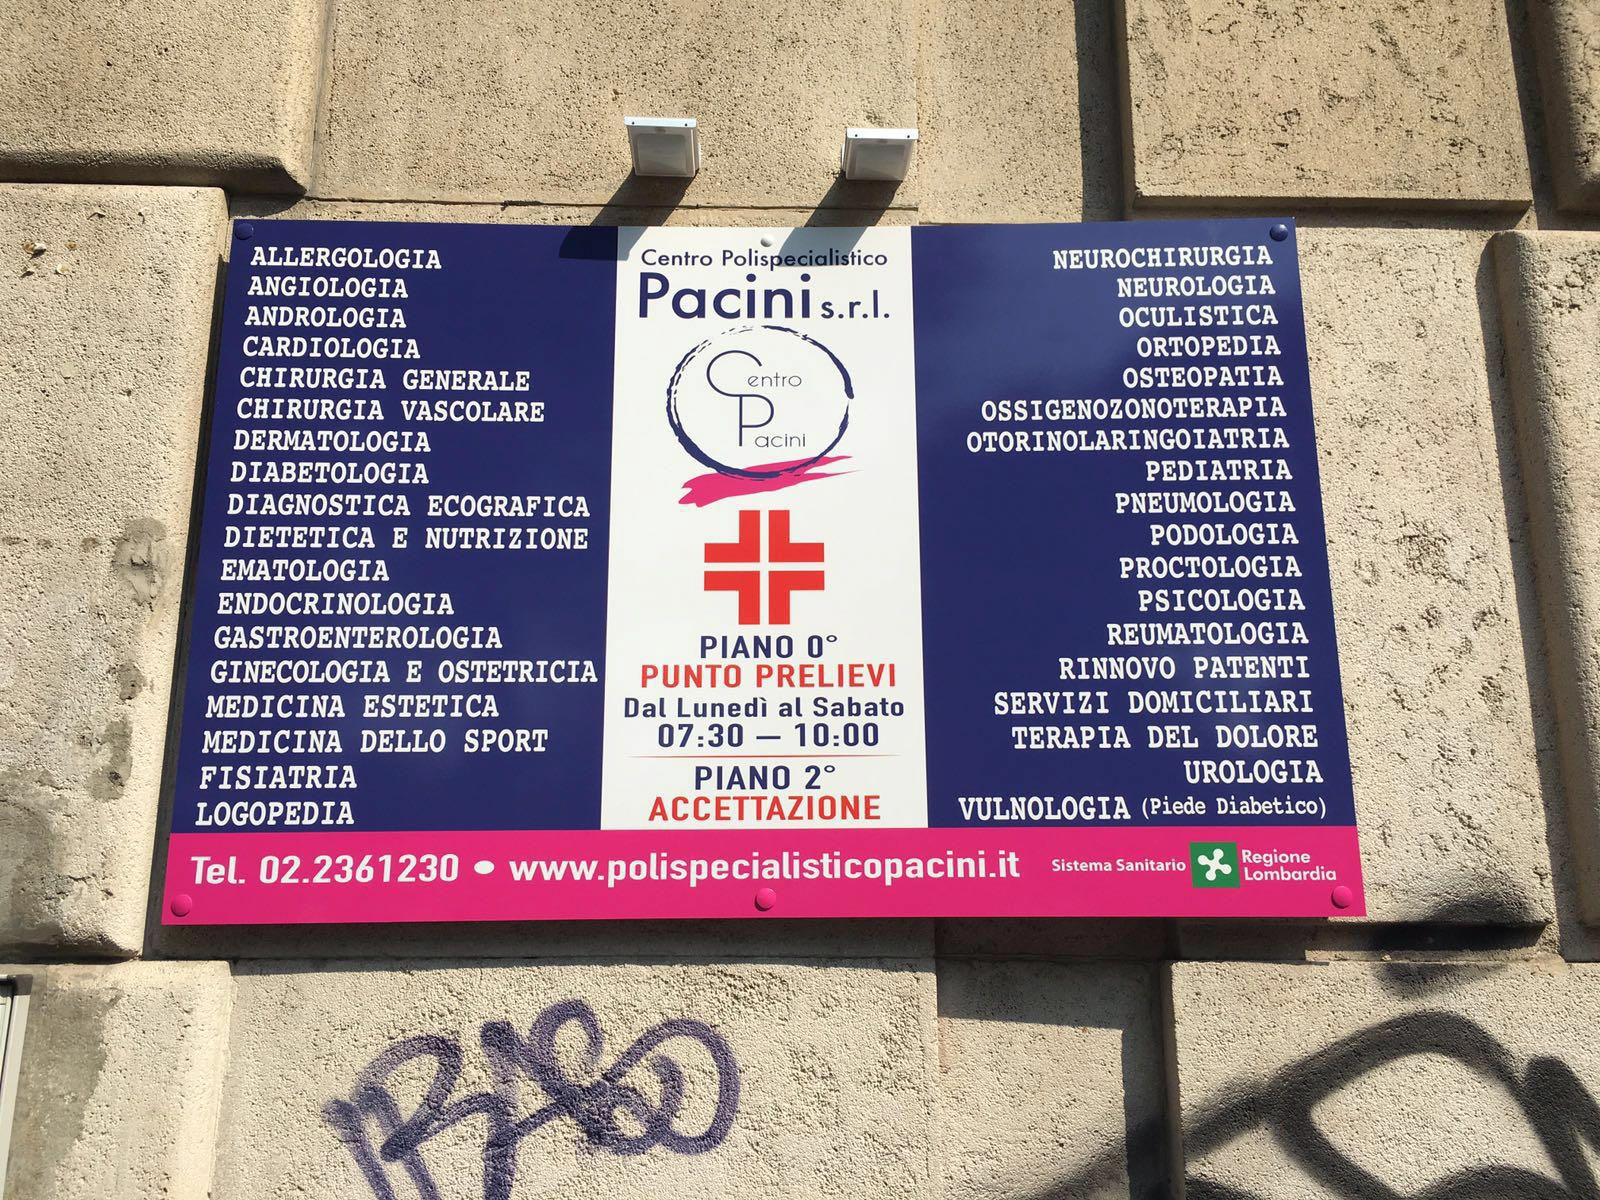 Centro Polispecialistico
Pacini s.r.l.
Centro
Pacini
PIANO 0°
PUNTO PRELIEVI
Dal Lunedì al Sabato
07:30 — 10:00
PIANO 2°
ACCETTAZIONE
ALLERGOLOGIA
ANGIOLOGIA
ANDROLOGIA
CARDIOLOGIA
CHIRURGIA GENERALE
CHIRURGIA VASCOLARE
DERMATOLOGIA
DIABETOLOGIA
DIAGNOSTICA ECOGRAFICA
DIETETICA E NUTRIZIONE
EMATOLOGIA
ENDOCRINOLOGIA
GASTROENTEROLOGIA
GINECOLOGIA E OSTETRICIA
MEDICINA ESTETICA
MEDICINA DELLO SPORT
FISIATRIA
LOGOPEDIA
NEUROCHIRURGIA
NEUROLOGIA
OCULISTICA
ORTOPEDIA
OSTEOPATIA
OSSIGENOZONOTERAPIA
OTORINOLARINGOIATRIA
PEDIATRIA
PNEUMOLOGIA
PODOLOGIA
PROCTOLOGIA
PSICOLOGIA
REUMATOLOGIA
RINNOVO PATENTI
SERVIZI DOMICILIARI
TERAPIA DEL DOLORE
UROLOGIA
VULNOLOGIA (Piede Diabetico)
Tel. 02.2361230 • www.polispecialisticopacini.it
Sistema Sanitario
Regione
Lombardia